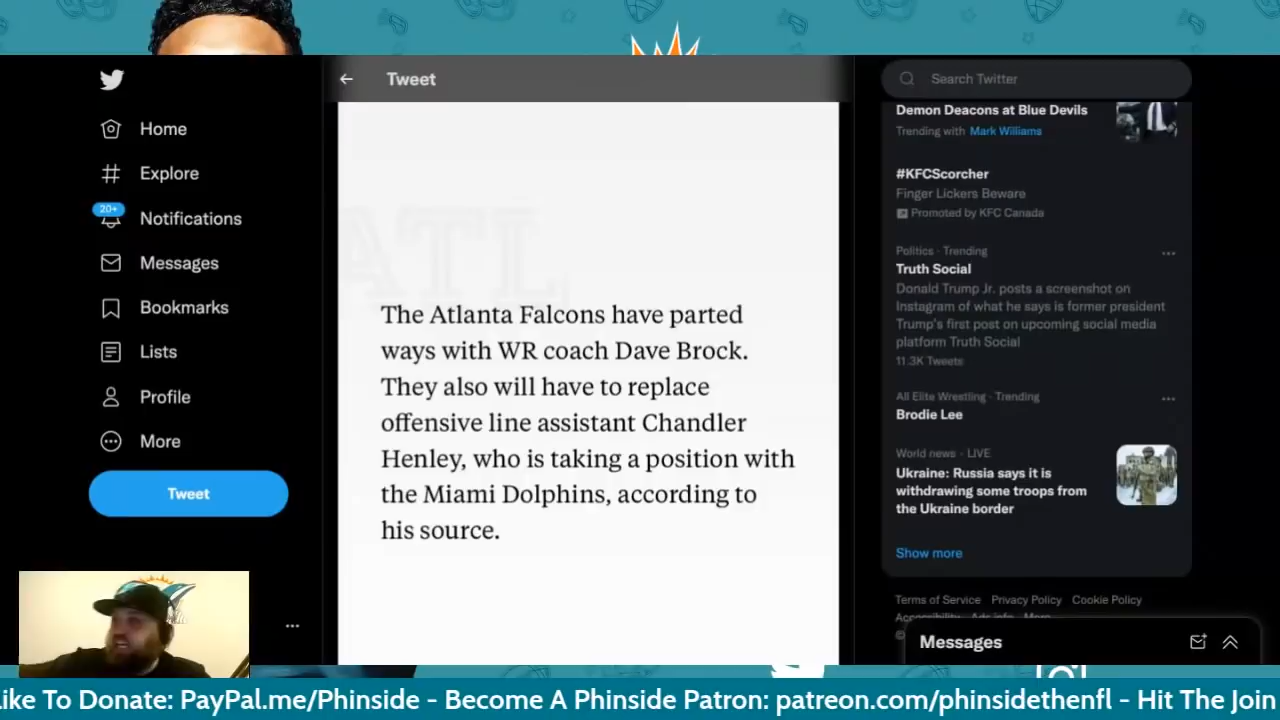 Tweet
Search Twitter
Home
Explore
20+
Notifications
Messages
Bookmarks
Lists
Profile
More
Tweet
ATL
The Atlanta Falcons have parted
ways with WR coach Dave Brock.
They also will have to replace
offensive line assistant Chandler
Henley, who is taking a position with
the Miami Dolphins, according to
his source.
Demon Deacons at Blue Devils
Trending with Mark Williams
#KFCScorcher
Finger Lickers Beware
Promoted by KFC Canada
Politics · Trending
Truth Social
Donald Trump Jr. posts a screenshot on
Instagram of what he says is former president
Trump's first post on upcoming social media
platform Truth Social
11.3K Tweets
All Elite Wrestling · Trending
Brodie Lee
World news · LIVE
Ukraine: Russia says it is
withdrawing some troops from
the Ukraine border
Show more
Terms of Service Privacy Policy Cookie Policy
Accessibility Ads info More
©
Messages
ike To Donate: PayPal.me/Phinside - Become A Phinside Patron: patreon.com/phinsidethenfl - Hit The Join